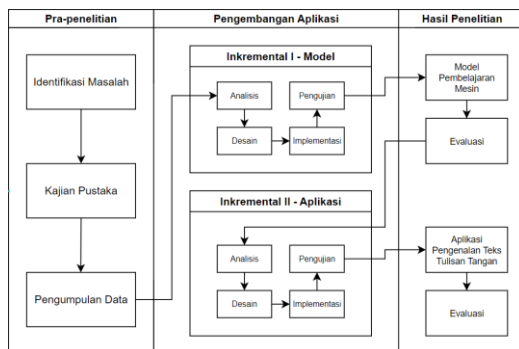 Pra-penelitian
Pengembangan Aplikasi
Hasil Penelitian
Identifikasi Masalah
Kajian Pustaka
Pengumpulan Data
Inkremental I - Model
Analisis
Pengujian
Desain
Implementasi
Inkremental II - Aplikasi
Analisis
Pengujian
Desain
Implementasi
Model
Pembelajaran
Mesin
Evaluasi
Aplikasi
Pengenalan Teks
Tulisan Tangan
Evaluasi